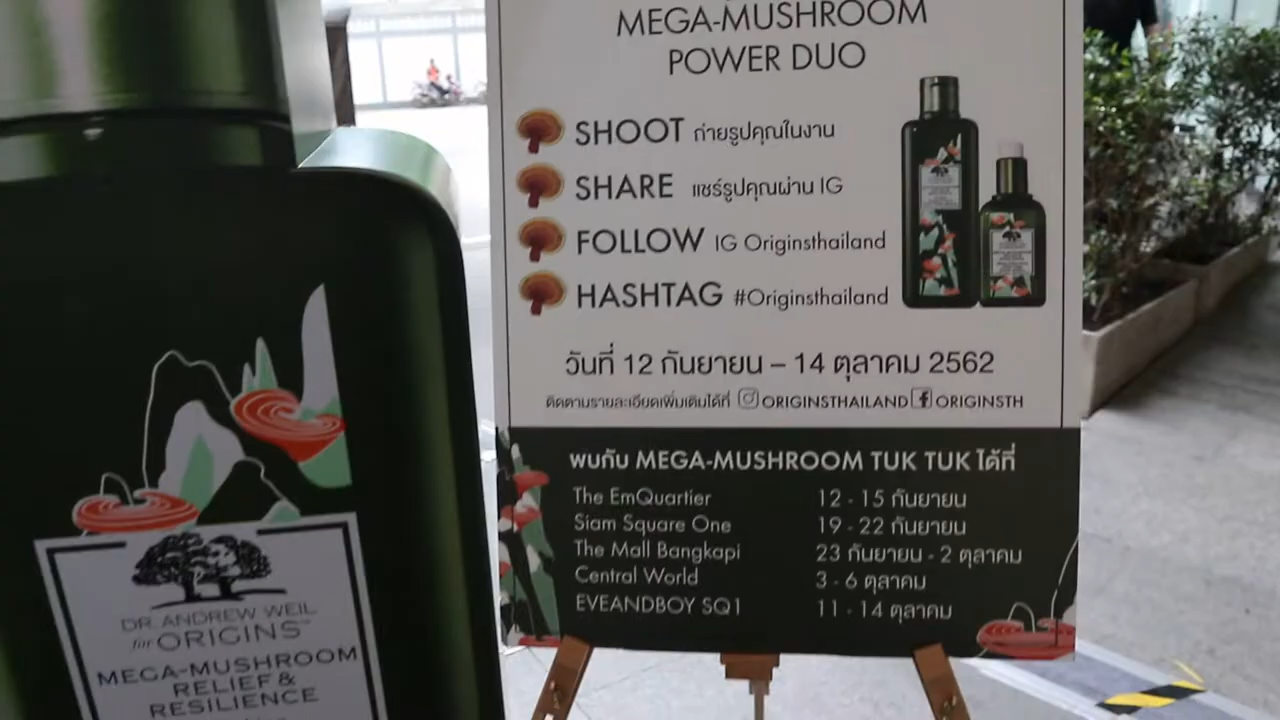 MEGA-MUSHROOM
POWER DUO
SHOOT ถ่ายรูปคุณในงาน
SHARE แชร์รูปคุณผ่าน IG
FOLLOW IG Originsthailand
HASHTAG #Originsthailand
วันที่ 12 กันยายน – 14 ตุลาคม 2562
ติดตามรายละเอียดเพิ่มเติมได้ที่ ORIGINSTHAILAND ORIGINSTH
พบกับ MEGA-MUSHROOM TUK TUK ได้ที่
The EmQuartier 12 - 15 กันยายน
Siam Square One 19 - 22 กันยายน
The Mall Bangkapi 23 กันยายน - 2 ตุลาคม
Central World 3 - 6 ตุลาคม
EVEANDBOY SQ1 11 - 14 ตุลาคม
DR. ANDREW WEIL
for ORIGINS™
MEGA-MUSHROOM
RELIEF &
RESILIENCE